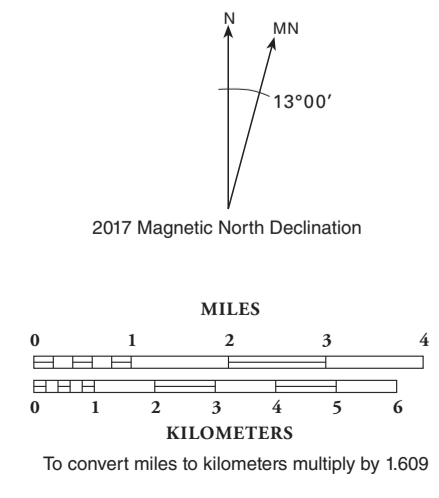 N
MN
13°00'
2017 Magnetic North Declination
MILES
0 1 2 3 4
0 1 2 3 4 5 6
KILOMETERS
To convert miles to kilometers multiply by 1.609